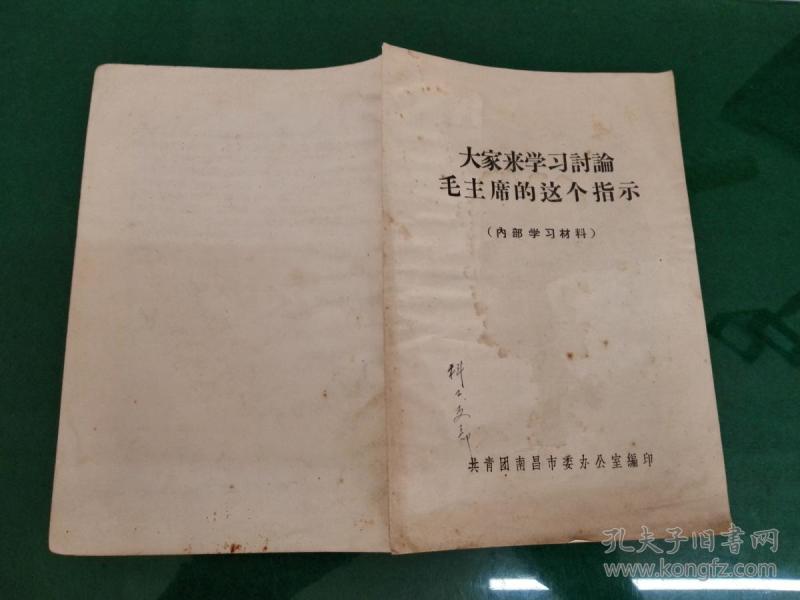 大家来学习討論
毛主席的这个指示
（內部学习材料）
共青团南昌市委办公室編印
孔夫子旧书网
www.kongfz.com